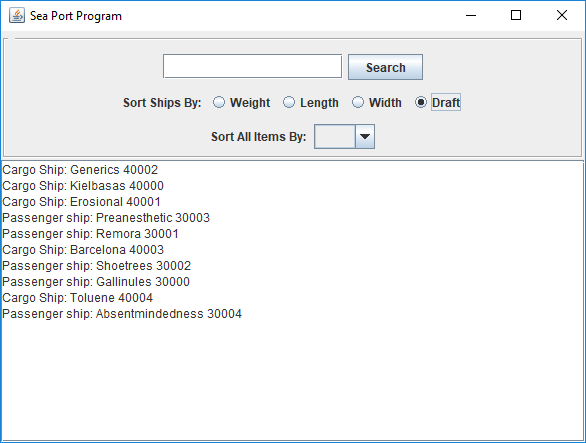 Sea Port Program
Search
Sort Ships By: Weight Length Width Draft
Sort All Items By:
Cargo Ship: Generics 40002
Cargo Ship: Kielbasas 40000
Cargo Ship: Erosional 40001
Passenger ship: Preanesthetic 30003
Passenger ship: Remora 30001
Cargo Ship: Barcelona 40003
Passenger ship: Shoetrees 30002
Passenger ship: Gallinules 30000
Cargo Ship: Toluene 40004
Passenger ship: Absentmindedness 30004